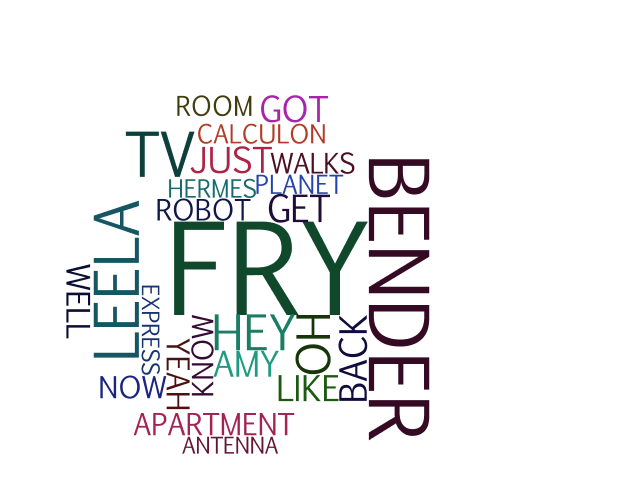 ROOM GOT
CALCULON
TV JUST WALKS
HERMES PLANET
ROBOT GET
FRY
BENDER
LEELA
WELL
EXPRESS
YEAH
KNOW
HEY
OH
BACK
AMY
NOW
LIKE
APARTMENT
ANTENNA